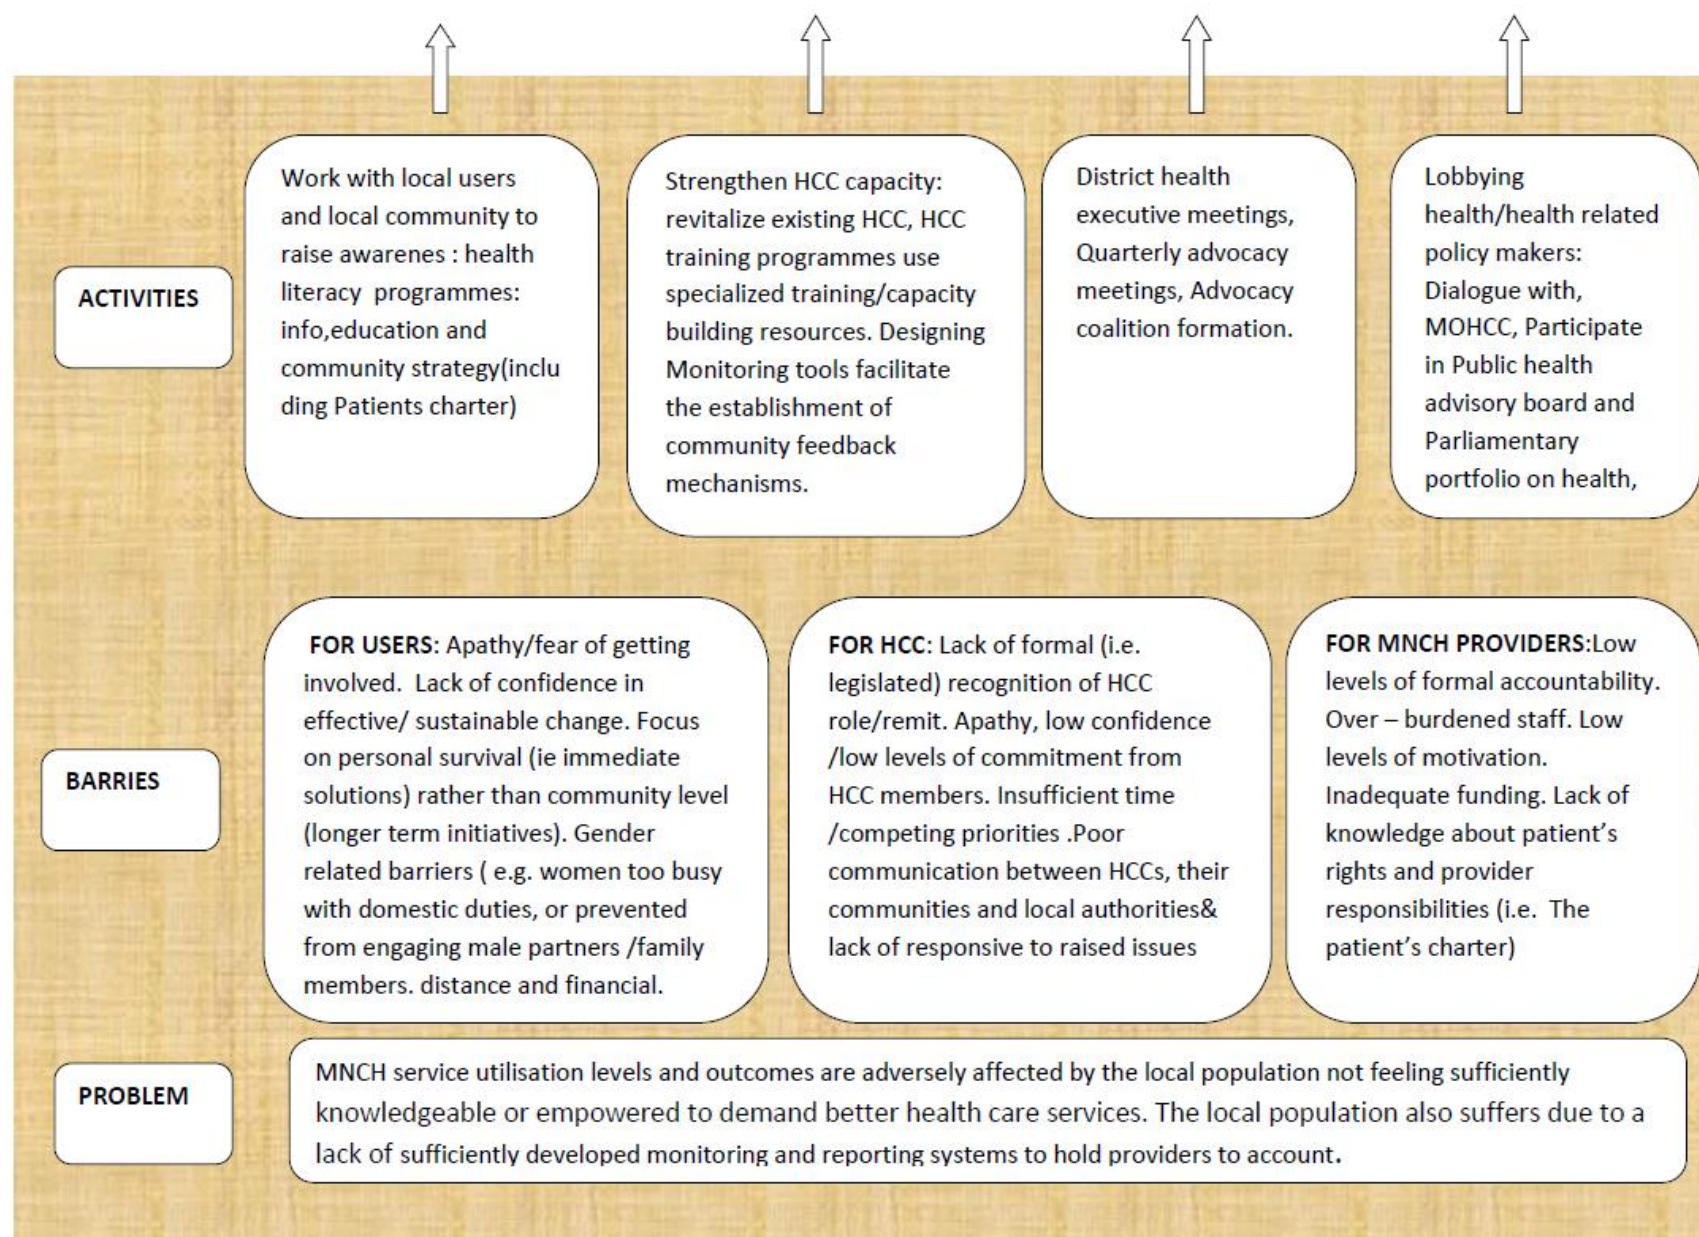 ACTIVITIES
Work with local users
and local community to
raise awarenes : health
literacy programmes:
info,education and
community strategy(inclu
ding Patients charter)
Strengthen HCC capacity:
revitalize existing HCC, HCC
training programmes use
specialized training/capacity
building resources. Designing
Monitoring tools facilitate
the establishment of
community feedback
mechanisms.
District health
executive meetings,
Quarterly advocacy
meetings, Advocacy
coalition formation.
Lobbying
health/health related
policy makers:
Dialogue with,
MOHCC, Participate
in Public health
advisory board and
Parliamentary
portfolio on health,
BARRIES
FOR USERS: Apathy/fear of getting
involved. Lack of confidence in
effective/ sustainable change. Focus
on personal survival (ie immediate
solutions) rather than community level
(longer term initiatives). Gender
related barriers ( e.g. women too busy
with domestic duties, or prevented
from engaging male partners /family
members. distance and financial.
FOR HCC: Lack of formal (i.e.
legislated) recognition of HCC
role/remit. Apathy, low confidence
/low levels of commitment from
HCC members. Insufficient time
/competing priorities .Poor
communication between HCCs, their
communities and local authorities&
lack of responsive to raised issues
FOR MNCH PROVIDERS:Low
levels of formal accountability.
Over – burdened staff. Low
levels of motivation.
Inadequate funding. Lack of
knowledge about patient’s
rights and provider
responsibilities (i.e. The
patient’s charter)
PROBLEM
MNCH service utilisation levels and outcomes are adversely affected by the local population not feeling sufficiently
knowledgeable or empowered to demand better health care services. The local population also suffers due to a
lack of sufficiently developed monitoring and reporting systems to hold providers to account.